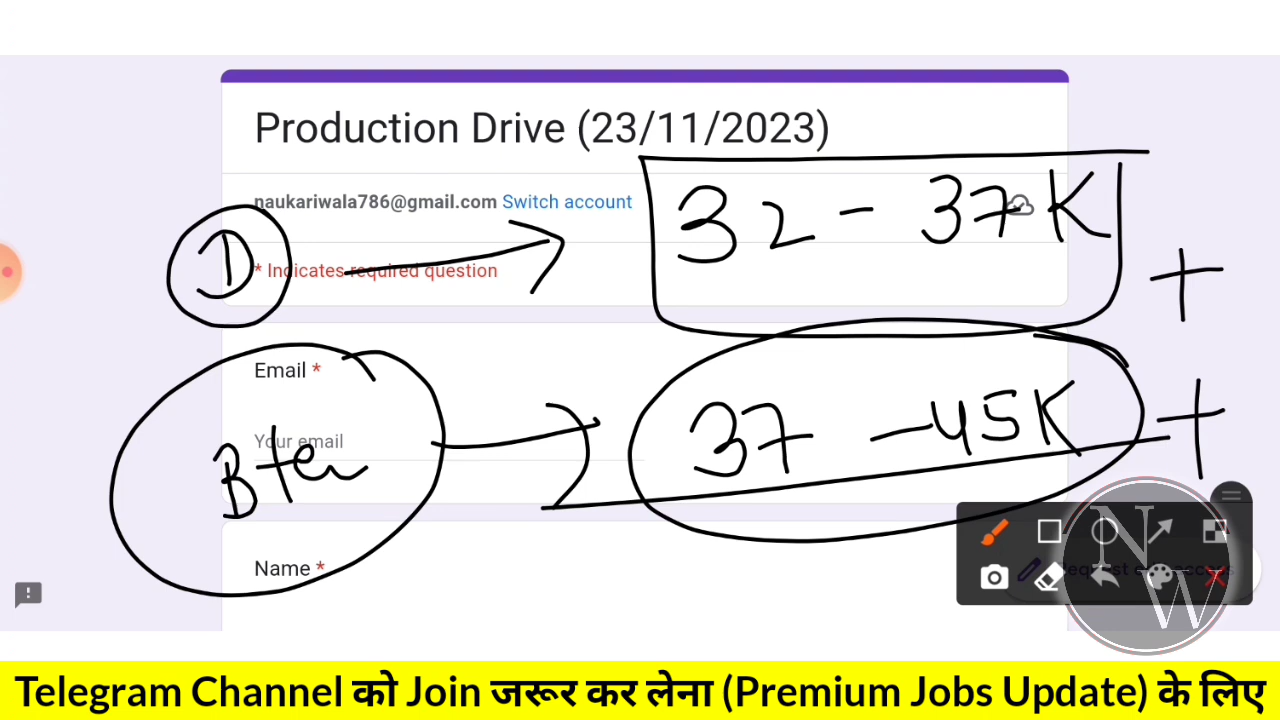 Production Drive (23/11/2023)
naukariwala786@gmail.com Switch account
32 - 37K
D
* Indicates required question
+
Email *
37 - 45K
+
Your email
BTech
Name *
NW
Telegram Channel को Join जरूर कर लेना (Premium Jobs Update) के लिए